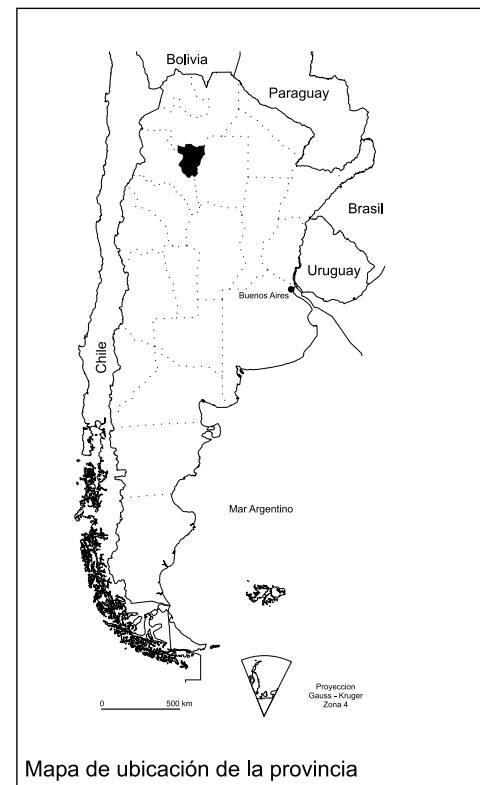 Bolivia
Paraguay
Brasil
Uruguay
Buenos Aires
Chile
Mar Argentino
0 500 km
Proyeccion
Gauss - Kruger
Zona 4
Mapa de ubicación de la provincia